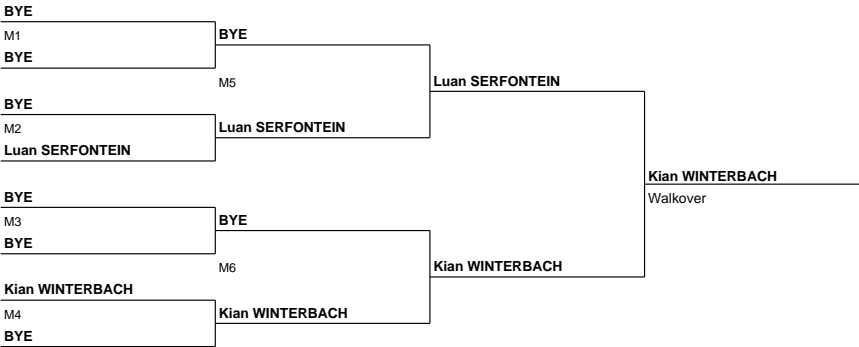 BYE
M1
BYE
BYE
M5
BYE
M2
Luan SERFONTEIN
Luan SERFONTEIN
Luan SERFONTEIN
BYE
M3
BYE
BYE
M6
Kian WINTERBACH
M4
BYE
Kian WINTERBACH
Kian WINTERBACH
Kian WINTERBACH
Walkover